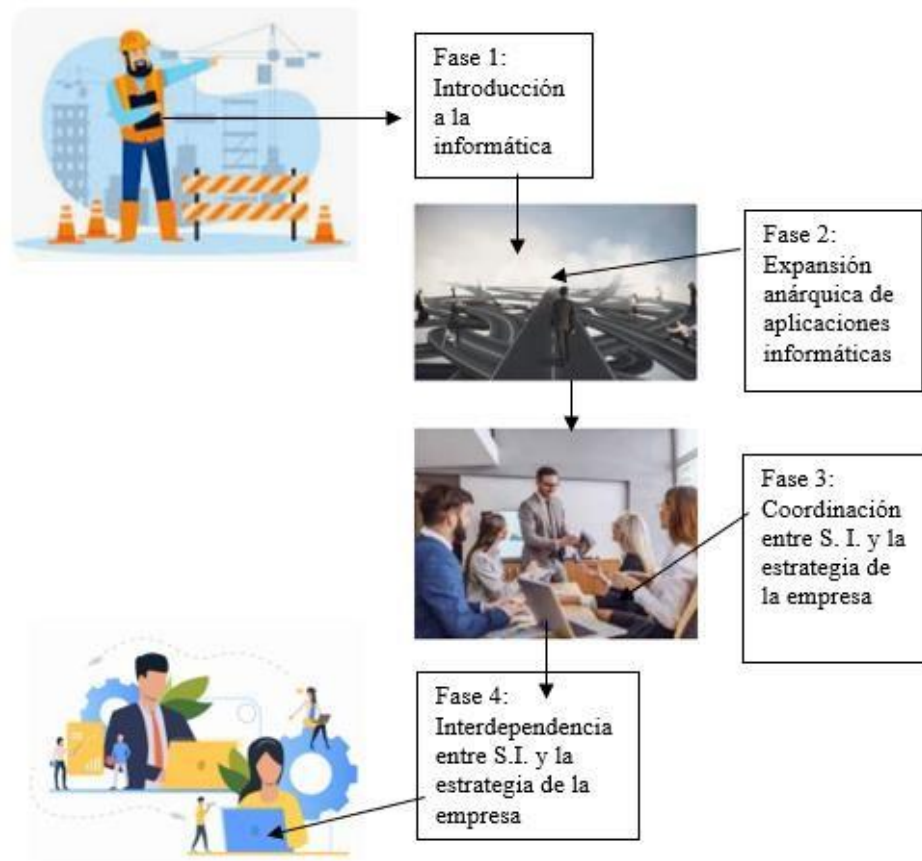 Fase 1:
Introducción
a la
informática
Fase 2:
Expansión
anárquica de
aplicaciones
informáticas
Fase 3:
Coordinación
entre S. I. y la
estrategia de
la empresa
Fase 4:
Interdependencia
entre S.I. y la
estrategia de la
empresa